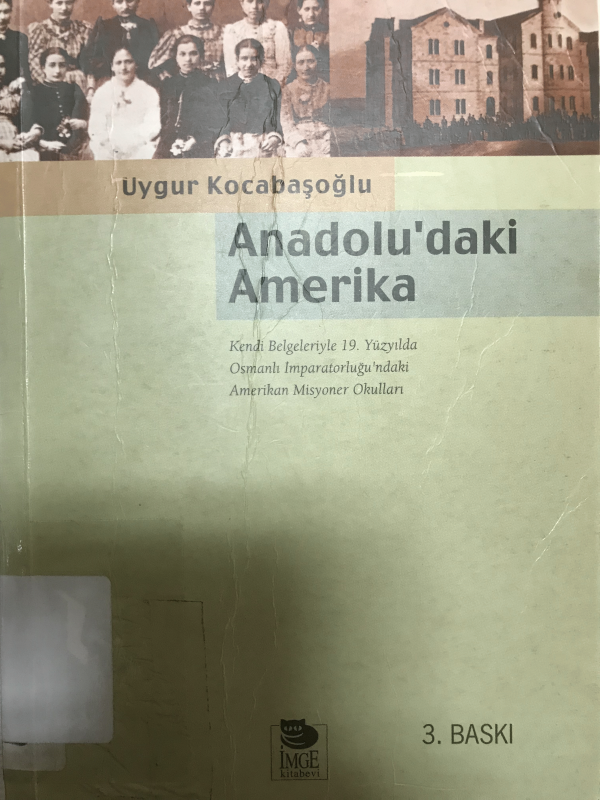 Uygur Kocabaşoğlu
Anadolu'daki
Amerika
Kendi Belgeleriyle 19. Yüzyılda
Osmanlı İmparatorluğu'ndaki
Amerikan Misyoner Okulları
3. BASKI
İMGE
kitabevi